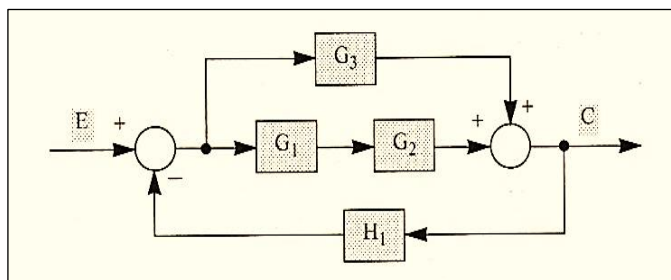 G₃
E + + + C
G₁ G₂
−
H₁